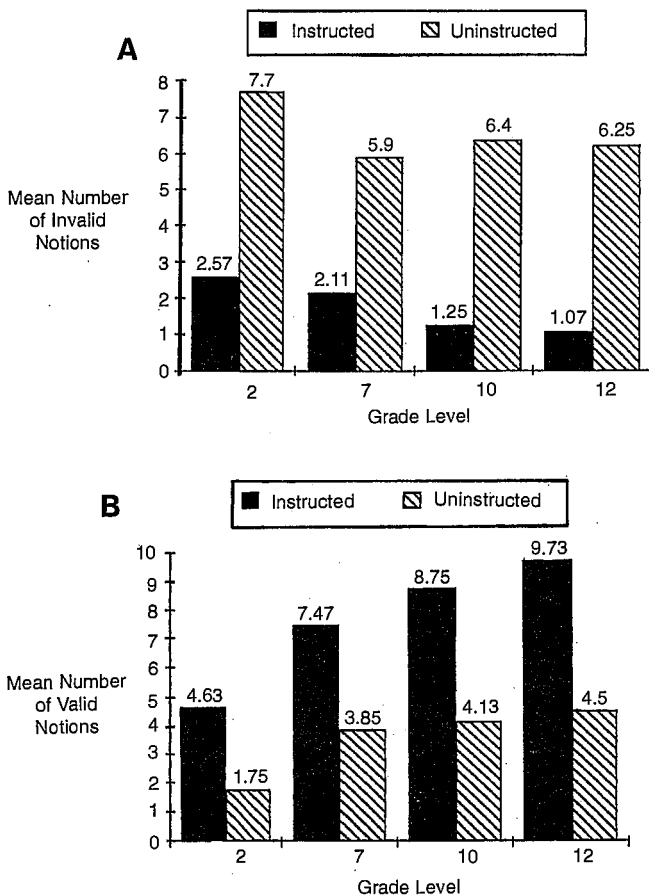 A
Instructed Uninstructed
8
7
6
5
4
3
2
1
0
Mean Number
of Invalid
Notions
7.7
5.9
6.4
6.25
2.57
2.11
1.25
1.07
2 7 10 12
Grade Level
B
Instructed Uninstructed
10
9
8
7
6
5
4
3
2
1
0
Mean Number
of Valid
Notions
4.63
1.75
7.47
3.85
8.75
4.13
9.73
4.5
2 7 10 12
Grade Level